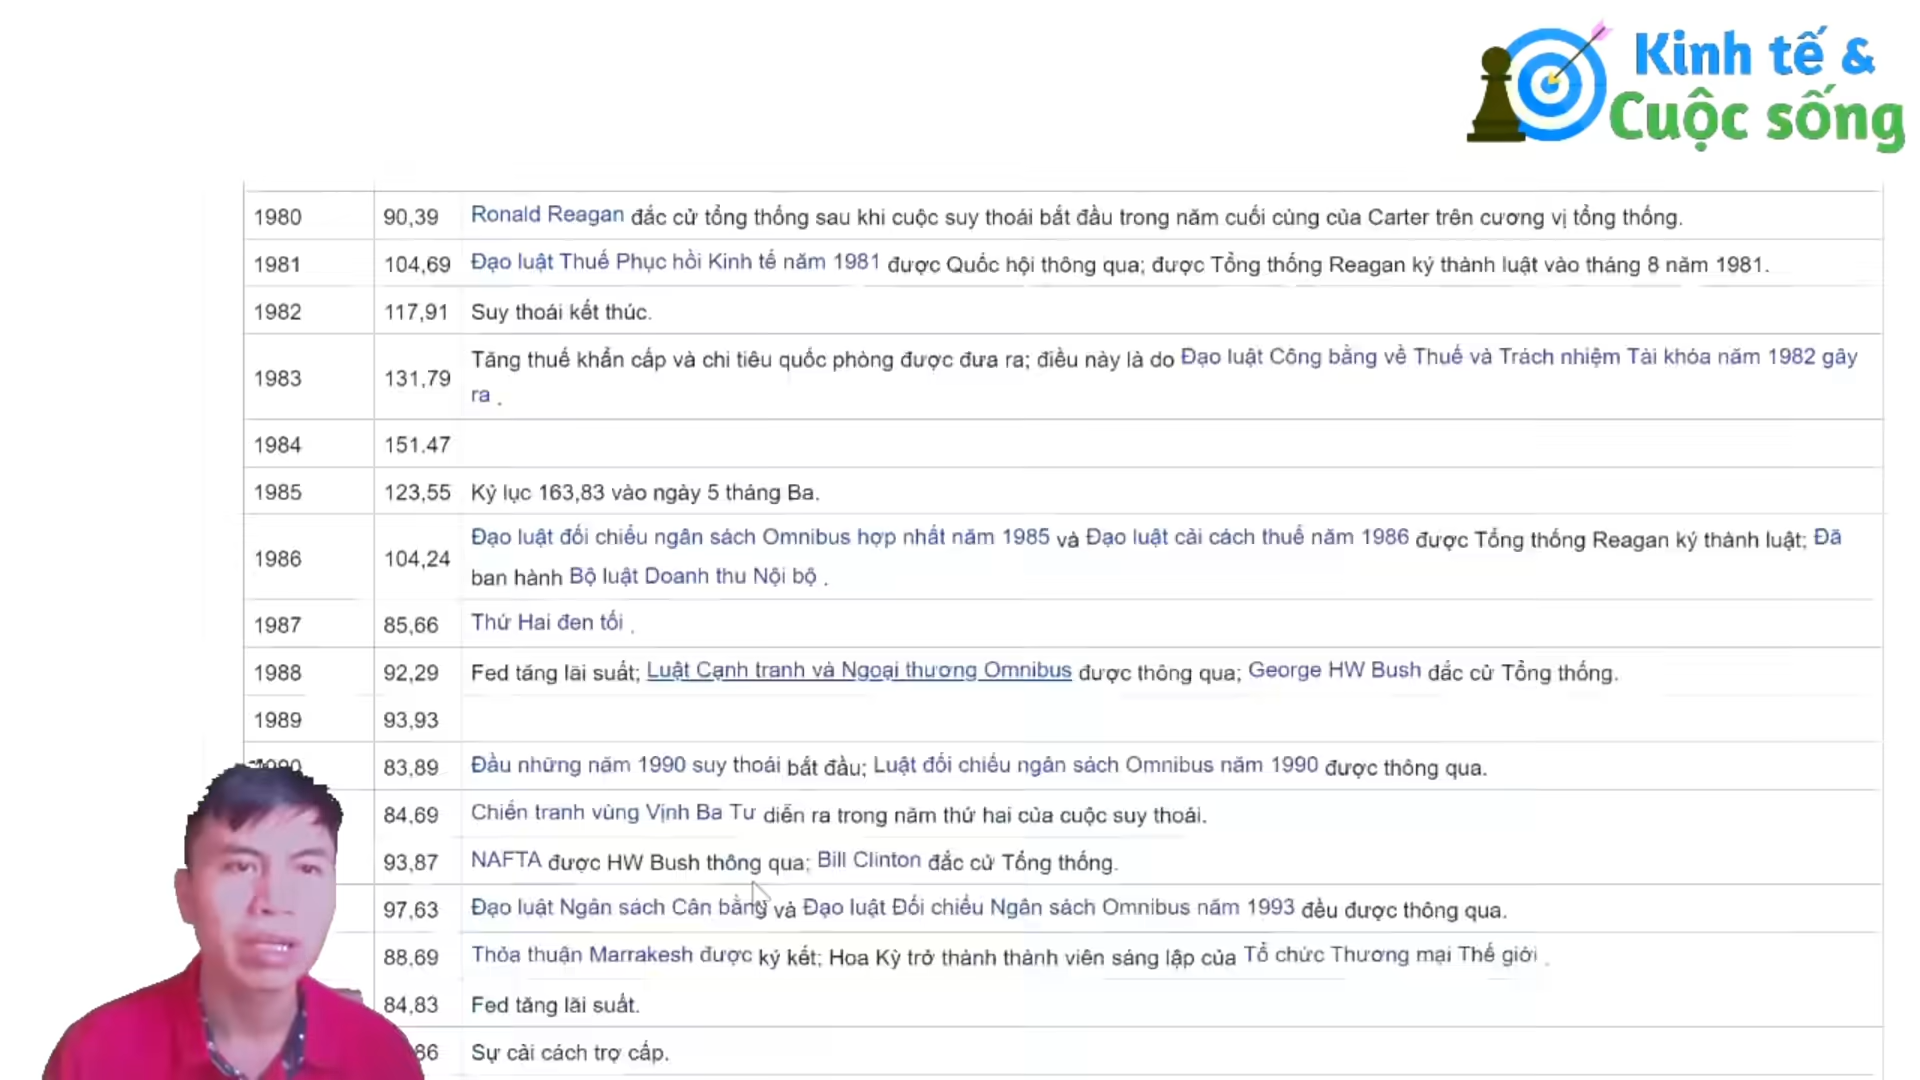 Kinh tế &
Cuộc sống
1980 90,39 Ronald Reagan đắc cử tổng thống sau khi cuộc suy thoái bắt đầu trong năm cuối cùng của Carter trên cương vị tổng thống.
1981 104,69 Đạo luật Thuế Phục hồi Kinh tế năm 1981 được Quốc hội thông qua; được Tổng thống Reagan ký thành luật vào tháng 8 năm 1981.
1982 117,91 Suy thoái kết thúc.
1983 131,79 Tăng thuế khẩn cấp và chi tiêu quốc phòng được đưa ra; điều này là do Đạo luật Công bằng về Thuế và Trách nhiệm Tài khóa năm 1982 gây
ra .
1984 151.47
1985 123,55 Kỷ lục 163,83 vào ngày 5 tháng Ba.
1986 104,24 Đạo luật đối chiếu ngân sách Omnibus hợp nhất năm 1985 và Đạo luật cải cách thuế năm 1986 được Tổng thống Reagan ký thành luật; Đã
ban hành Bộ luật Doanh thu Nội bộ .
1987 85,66 Thứ Hai đen tối .
1988 92,29 Fed tăng lãi suất; Luật Cạnh tranh và Ngoại thương Omnibus được thông qua; George HW Bush đắc cử Tổng thống.
1989 93,93
1990 83,89 Đầu những năm 1990 suy thoái bắt đầu; Luật đối chiếu ngân sách Omnibus năm 1990 được thông qua.
84,69 Chiến tranh vùng Vịnh Ba Tư diễn ra trong năm thứ hai của cuộc suy thoái.
93,87 NAFTA được HW Bush thông qua; Bill Clinton đắc cử Tổng thống.
97,63 Đạo luật Ngân sách Cân bằng và Đạo luật Đối chiếu Ngân sách Omnibus năm 1993 đều được thông qua.
88,69 Thỏa thuận Marrakesh được ký kết; Hoa Kỳ trở thành thành viên sáng lập của Tổ chức Thương mại Thế giới .
84,83 Fed tăng lãi suất.
86 Sự cải cách trợ cấp.